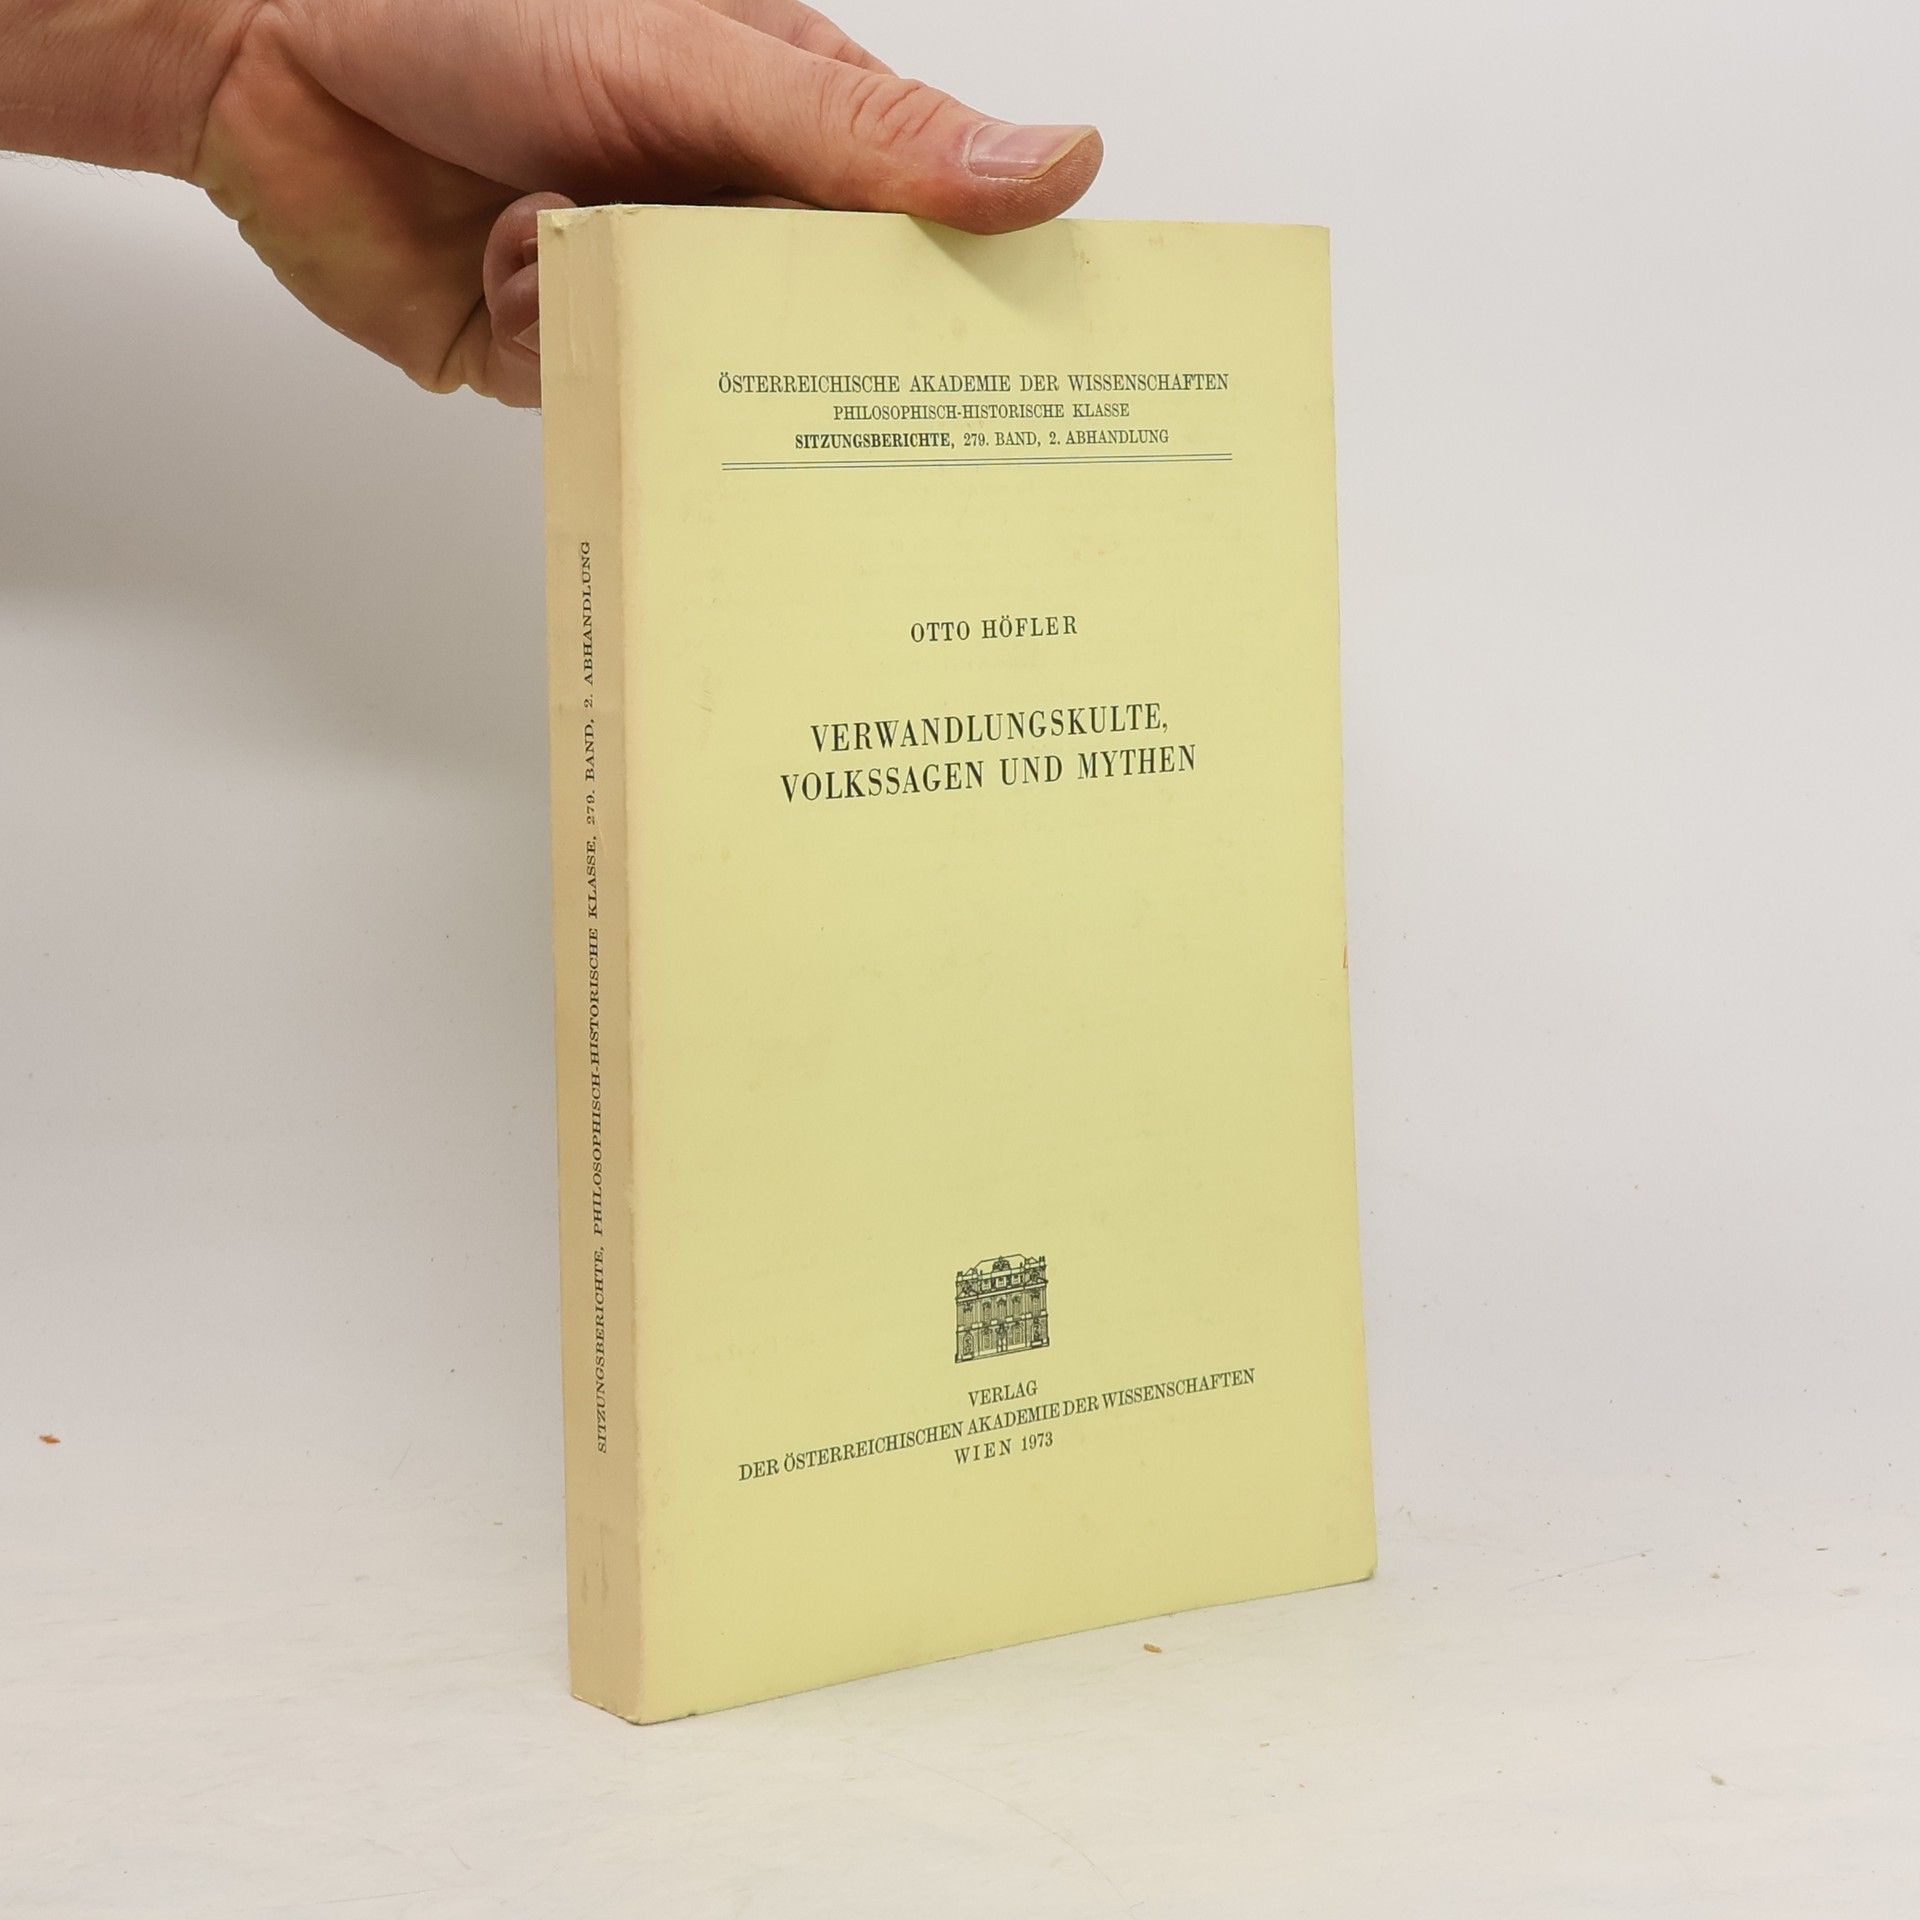 ÖSTERREICHISCHE AKADEMIE DER WISSENSCHAFTEN
PHILOSOPHISCH-HISTORISCHE KLASSE
SITZUNGSBERICHTE, 279. BAND, 2. ABHANDLUNG
OTTO HÖFLER
VERWANDLUNGSKULTE,
VOLKSSAGEN UND MYTHEN
VERLAG
DER ÖSTERREICHISCHEN AKADEMIE DER WISSENSCHAFTEN
WIEN 1973
SITZUNGSBERICHTE, PHILOSOPHISCH-HISTORISCHE KLASSE, 279. BAND, 2. ABHANDLUNG